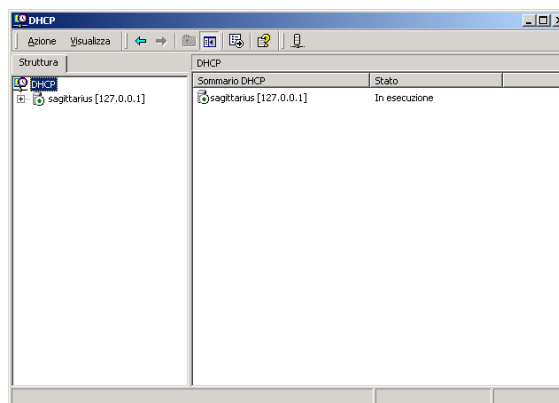 DHCP
Azione Visualizza
Struttura
DHCP
DHCP
sagittarius [127.0.0.1]
Sommario DHCP Stato
sagittarius [127.0.0.1] In esecuzione